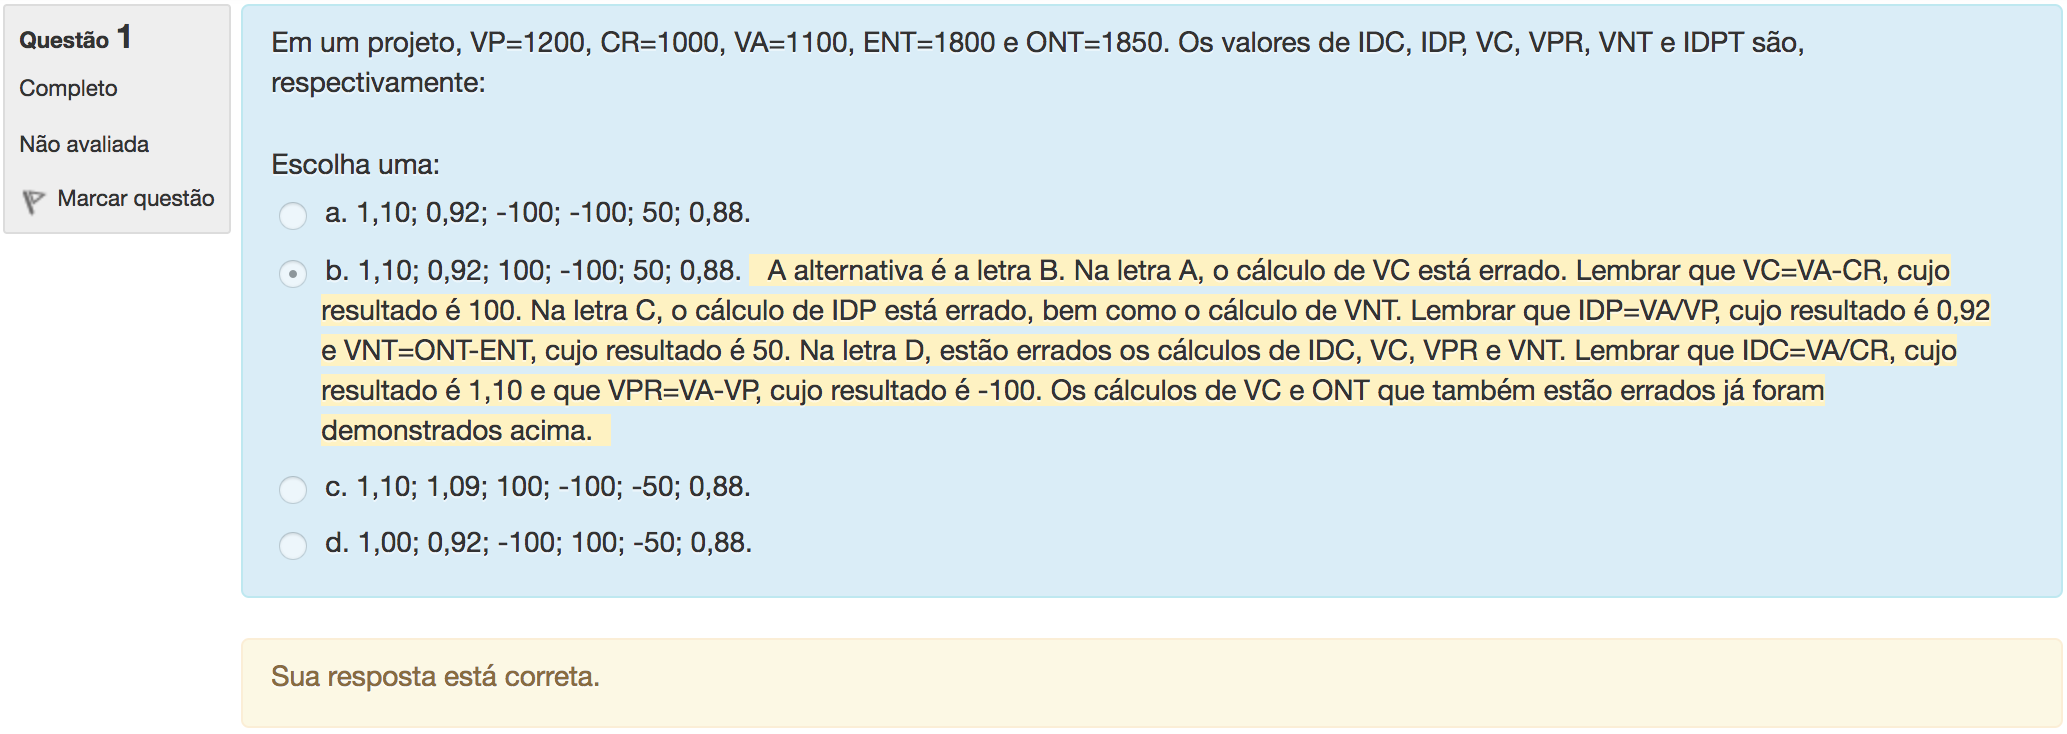 Questão 1
Completo
Não avaliada
Marcar questão
Em um projeto, VP=1200, CR=1000, VA=1100, ENT=1800 e ONT=1850. Os valores de IDC, IDP, VC, VPR, VNT e IDPT são,
respectivamente:
Escolha uma:
a. 1,10; 0,92; -100; -100; 50; 0,88.
b. 1,10; 0,92; 100; -100; 50; 0,88. A alternativa é a letra B. Na letra A, o cálculo de VC está errado. Lembrar que VC=VA-CR, cujo
resultado é 100. Na letra C, o cálculo de IDP está errado, bem como o cálculo de VNT. Lembrar que IDP=VA/VP, cujo resultado é 0,92
e VNT=ONT-ENT, cujo resultado é 50. Na letra D, estão errados os cálculos de IDC, VC, VPR e VNT. Lembrar que IDC=VA/CR, cujo
resultado é 1,10 e que VPR=VA-VP, cujo resultado é -100. Os cálculos de VC e ONT que também estão errados já foram
demonstrados acima.
c. 1,10; 1,09; 100; -100; -50; 0,88.
d. 1,00; 0,92; -100; 100; -50; 0,88.
Sua resposta está correta.